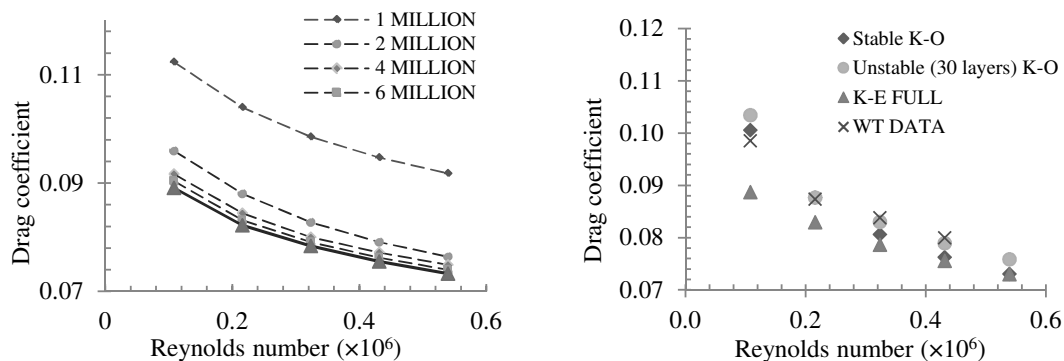 Drag coefficient
0.11
0.09
0.07
1 MILLION
2 MILLION
4 MILLION
6 MILLION
0
0.2
0.4
0.6
Reynolds number (×10⁶)
Drag coefficient
0.12
0.11
0.10
0.09
0.08
0.07
Stable K-O
Unstable (30 layers) K-O
K-E FULL
WT DATA
0.0
0.2
0.4
0.6
Reynolds number (×10⁶)